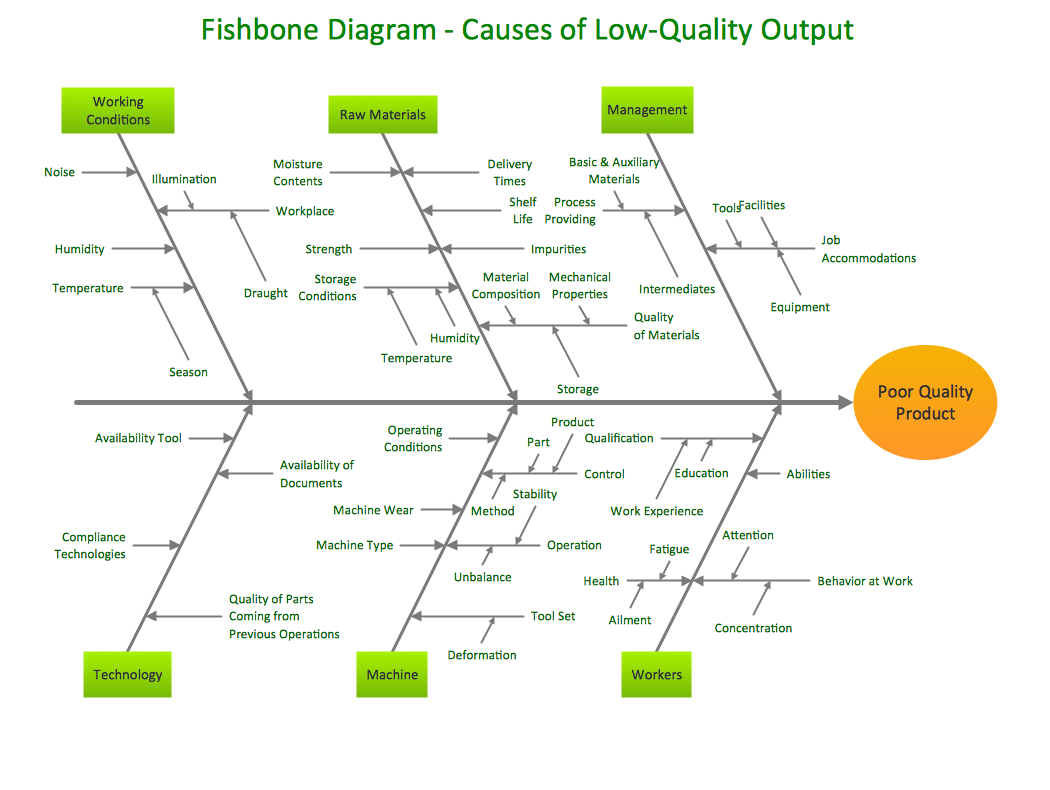 Fishbone Diagram - Causes of Low-Quality Output
Working
Conditions
Raw Materials
Management
Noise
Illumination
Workplace
Humidity
Draught
Temperature
Season
Moisture
Contents
Delivery
Times
Shelf
Life
Strength
Impurities
Storage
Conditions
Humidity
Temperature
Material
Composition
Mechanical
Properties
Quality
of Materials
Storage
Basic & Auxiliary
Materials
Process
Providing
Intermediates
Tools
Facilities
Job
Accommodations
Equipment
Poor Quality
Product
Availability Tool
Availability of
Documents
Compliance
Technologies
Quality of Parts
Coming from
Previous Operations
Technology
Operating
Conditions
Product
Part
Control
Method
Stability
Machine Wear
Machine Type
Operation
Unbalance
Tool Set
Deformation
Machine
Qualification
Education
Work Experience
Abilities
Attention
Fatigue
Health
Behavior at Work
Ailment
Concentration
Workers